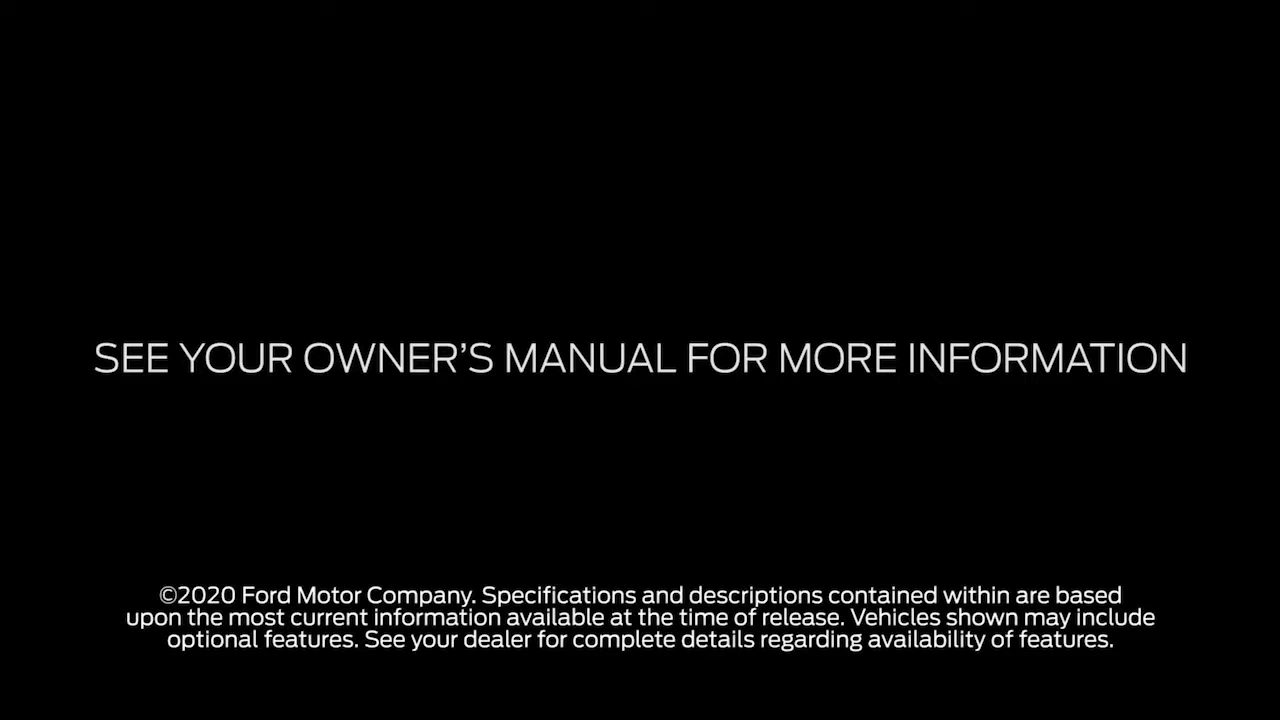 SEE YOUR OWNER’S MANUAL FOR MORE INFORMATION
©2020 Ford Motor Company. Specifications and descriptions contained within are based
upon the most current information available at the time of release. Vehicles shown may include
optional features. See your dealer for complete details regarding availability of features.